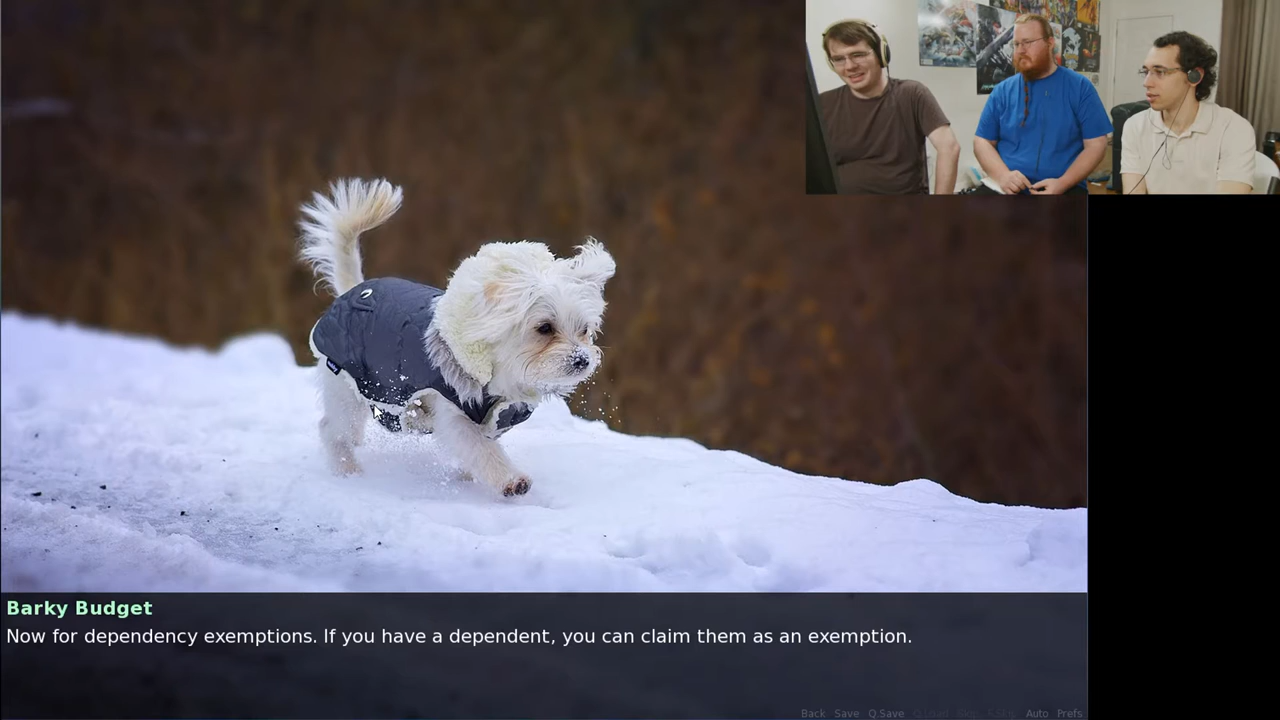 Barky Budget
Now for dependency exemptions. If you have a dependent, you can claim them as an exemption.
Back Save Q.Save Auto Prefs